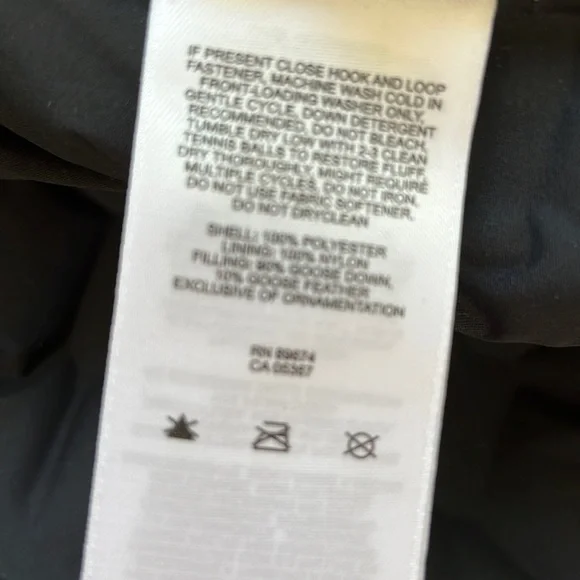 IF PRESENT CLOSE HOOK AND LOOP
FASTENER, MACHINE WASH COLD IN
FRONT-LOADING WASHER ONLY,
GENTLE CYCLE, DOWN DETERGENT
RECOMMENDED, DO NOT BLEACH,
TUMBLE DRY LOW WITH 2-3 CLEAN
TENNIS BALLS TO RESTORE FLUFF,
DRY THOROUGHLY, MIGHT REQUIRE
MULTIPLE CYCLES, DO NOT IRON,
DO NOT USE FABRIC SOFTENER,
DO NOT DRYCLEAN
SHELL: 100% POLYESTER
LINING: 100% NYLON
FILLING: 90% GOOSE DOWN,
10% GOOSE FEATHER
EXCLUSIVE OF ORNAMENTATION
RN
CA